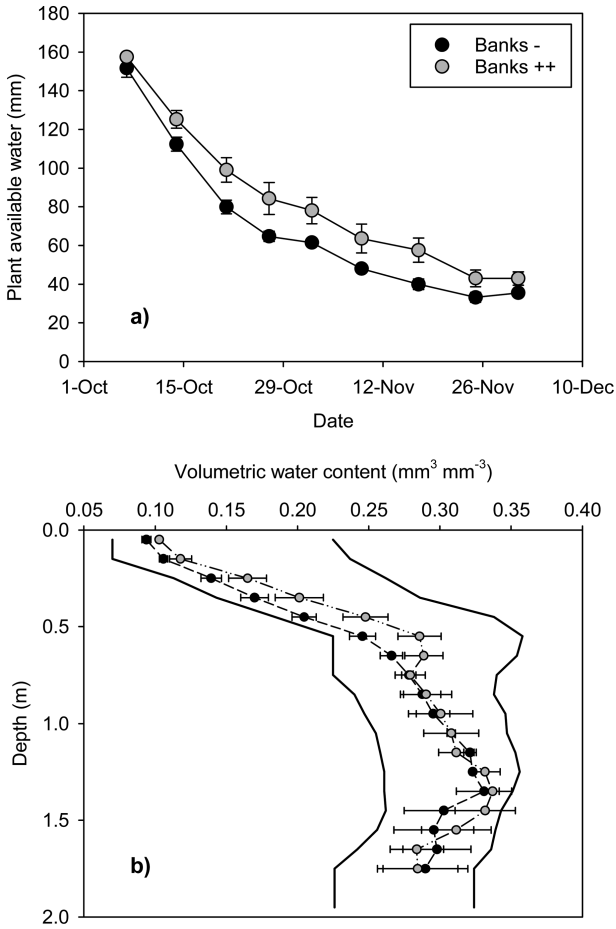 180
160
140
120
100
80
60
40
20
0
Plant available water (mm)
Banks -
Banks ++
a)
1-Oct 15-Oct 29-Oct 12-Nov 26-Nov 10-Dec
Date
Volumetric water content (mm³ mm⁻³)
0.05 0.10 0.15 0.20 0.25 0.30 0.35 0.40
0.0
0.5
1.0
1.5
2.0
Depth (m)
b)